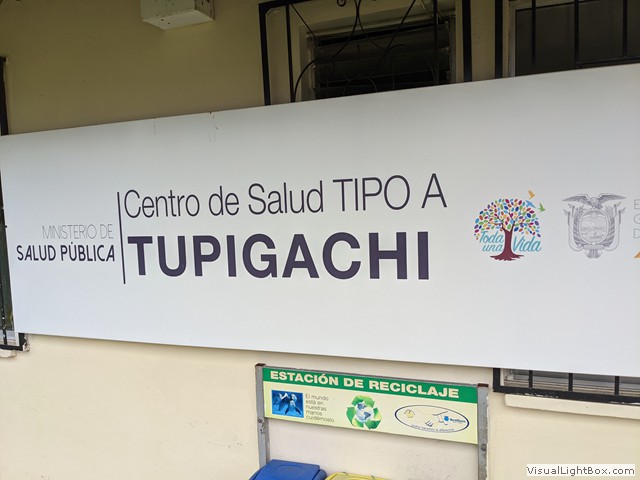 MINISTERIO DE
SALUD PÚBLICA
Centro de Salud TIPO A
TUPIGACHI
Toda
una Vida
ESTACIÓN DE RECICLAJE
El mundo
está en
nuestras
manos
cuidémoslo
VisualLightBox.com